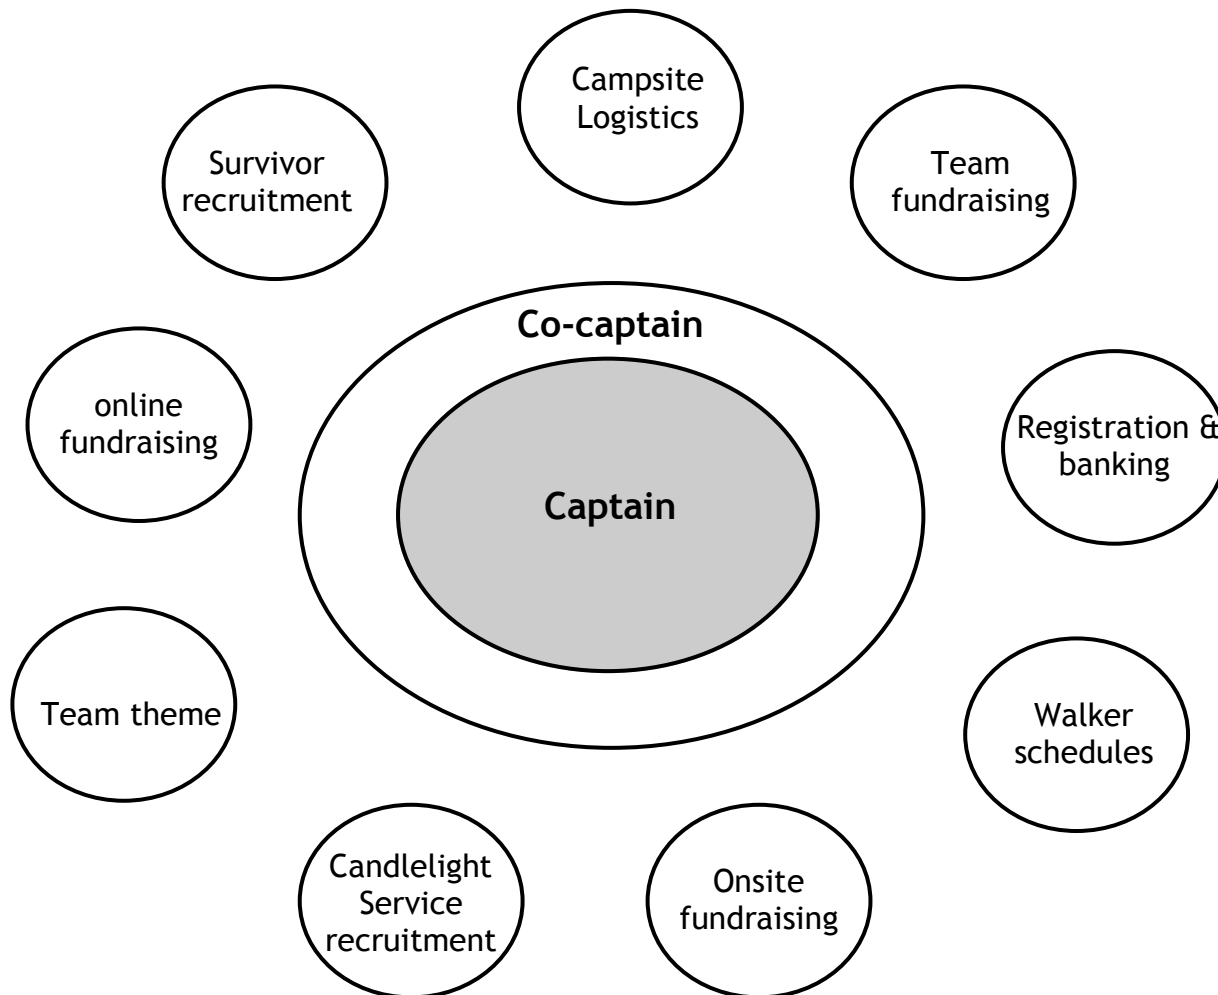 Campsite
Logistics
Survivor
recruitment
Team
fundraising
Co-captain
online
fundraising
Registration &
banking
Captain
Team theme
Walker
schedules
Candlelight
Service
recruitment
Onsite
fundraising